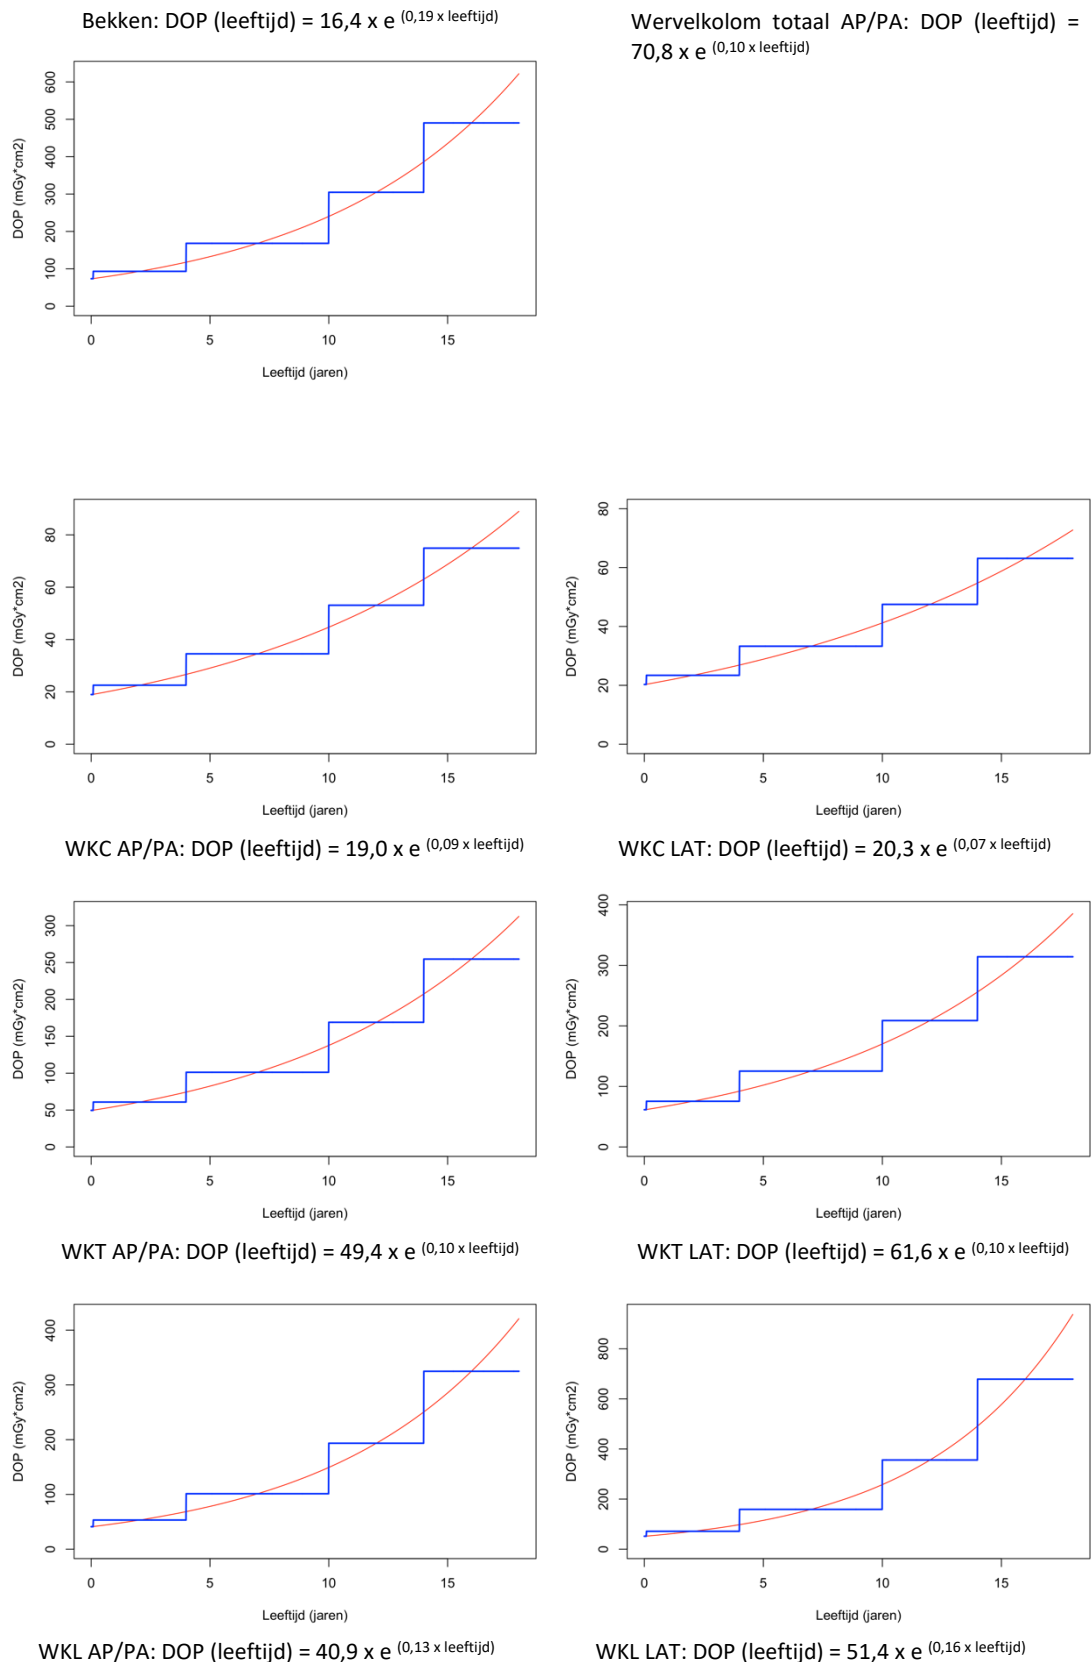 Bekken: DOP (leeftijd) = 16,4 x e (0,19 x leeftijd)
Wervelkolom totaal AP/PA: DOP (leeftijd) =
70,8 x e (0,10 x leeftijd)
DOP (mGy*cm2)
0 100 200 300 400 500 600
0 5 10 15
Leeftijd (jaren)
DOP (mGy*cm2)
0 20 40 60 80
0 5 10 15
Leeftijd (jaren)
WKC AP/PA: DOP (leeftijd) = 19,0 x e (0,09 x leeftijd)
DOP (mGy*cm2)
0 20 40 60 80
0 5 10 15
Leeftijd (jaren)
WKC LAT: DOP (leeftijd) = 20,3 x e (0,07 x leeftijd)
DOP (mGy*cm2)
0 50 100 150 200 250 300
0 5 10 15
Leeftijd (jaren)
WKT AP/PA: DOP (leeftijd) = 49,4 x e (0,10 x leeftijd)
DOP (mGy*cm2)
0 100 200 300 400
0 5 10 15
Leeftijd (jaren)
WKT LAT: DOP (leeftijd) = 61,6 x e (0,10 x leeftijd)
DOP (mGy*cm2)
0 100 200 300 400
0 5 10 15
Leeftijd (jaren)
WKL AP/PA: DOP (leeftijd) = 40,9 x e (0,13 x leeftijd)
DOP (mGy*cm2)
0 200 400 600 800
0 5 10 15
Leeftijd (jaren)
WKL LAT: DOP (leeftijd) = 51,4 x e (0,16 x leeftijd)